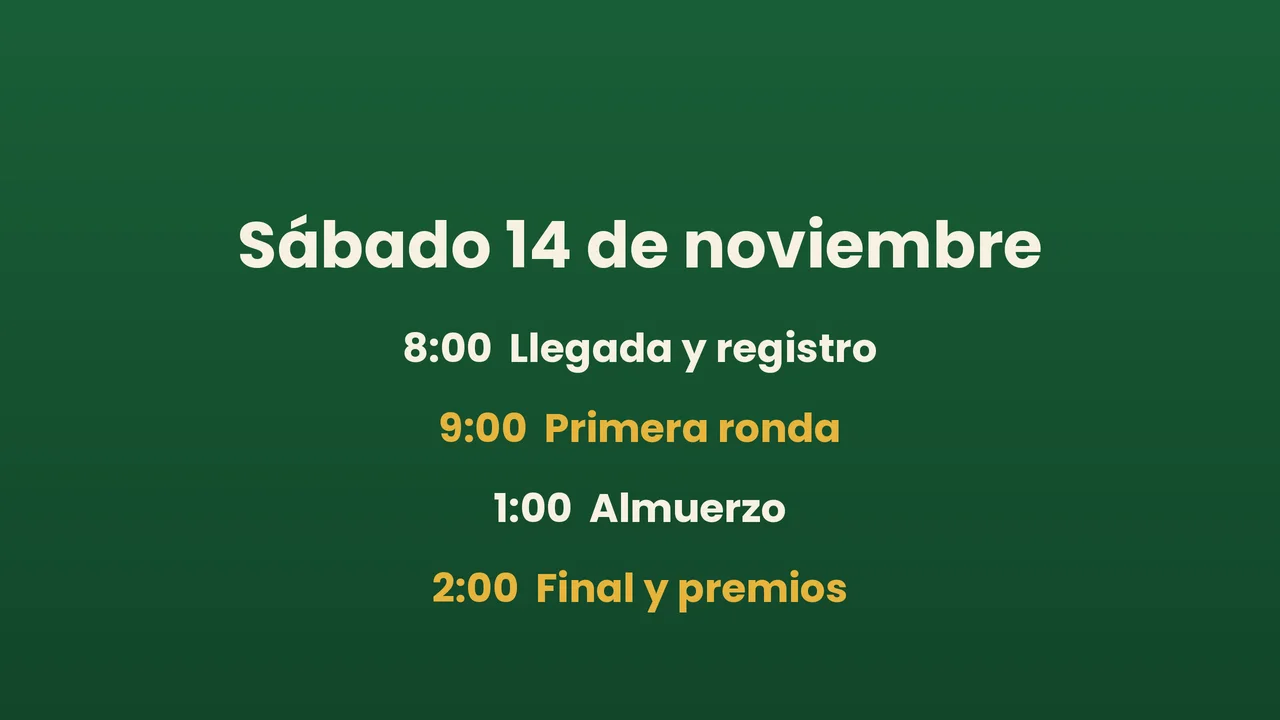 Sábado 14 de noviembre
8:00 Llegada y registro
9:00 Primera ronda
1:00 Almuerzo
2:00 Final y premios